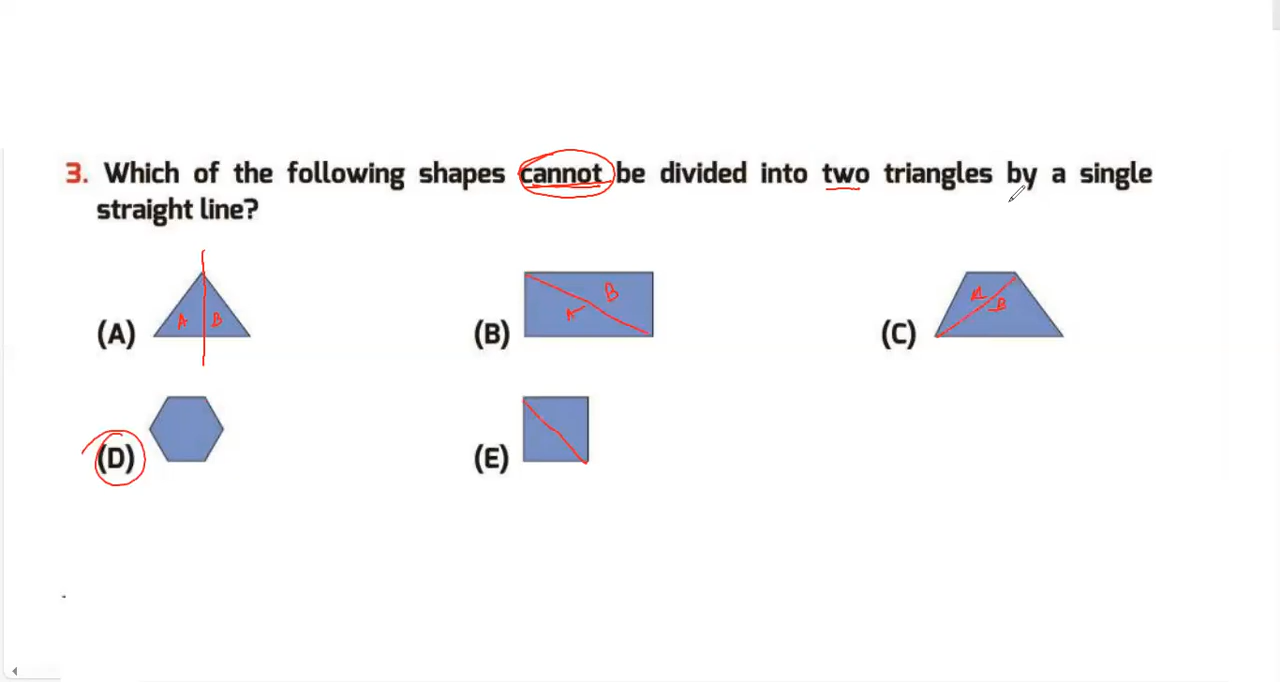 3. Which of the following shapes cannot be divided into two triangles by a single
straight line?
A B
(A)
B
(B)
B
(C)
(D)
(E)